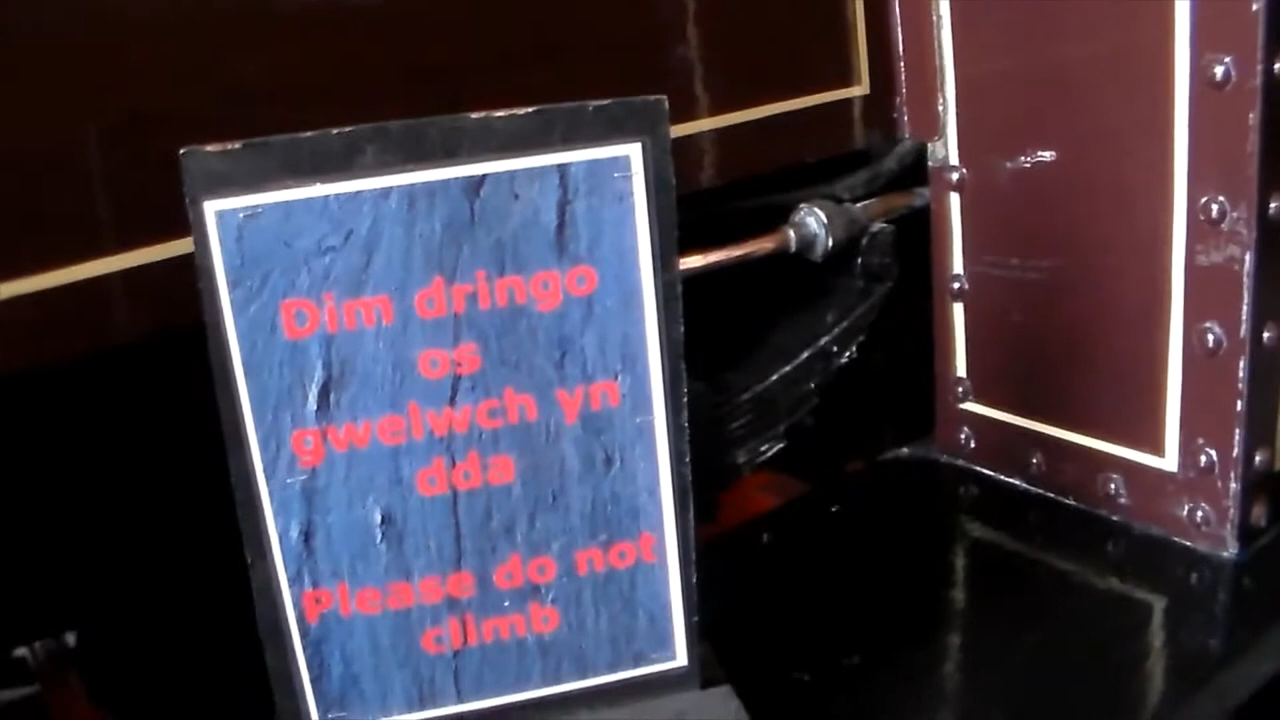 Dim dringo
os
gwelwch yn
dda
Please do not
climb